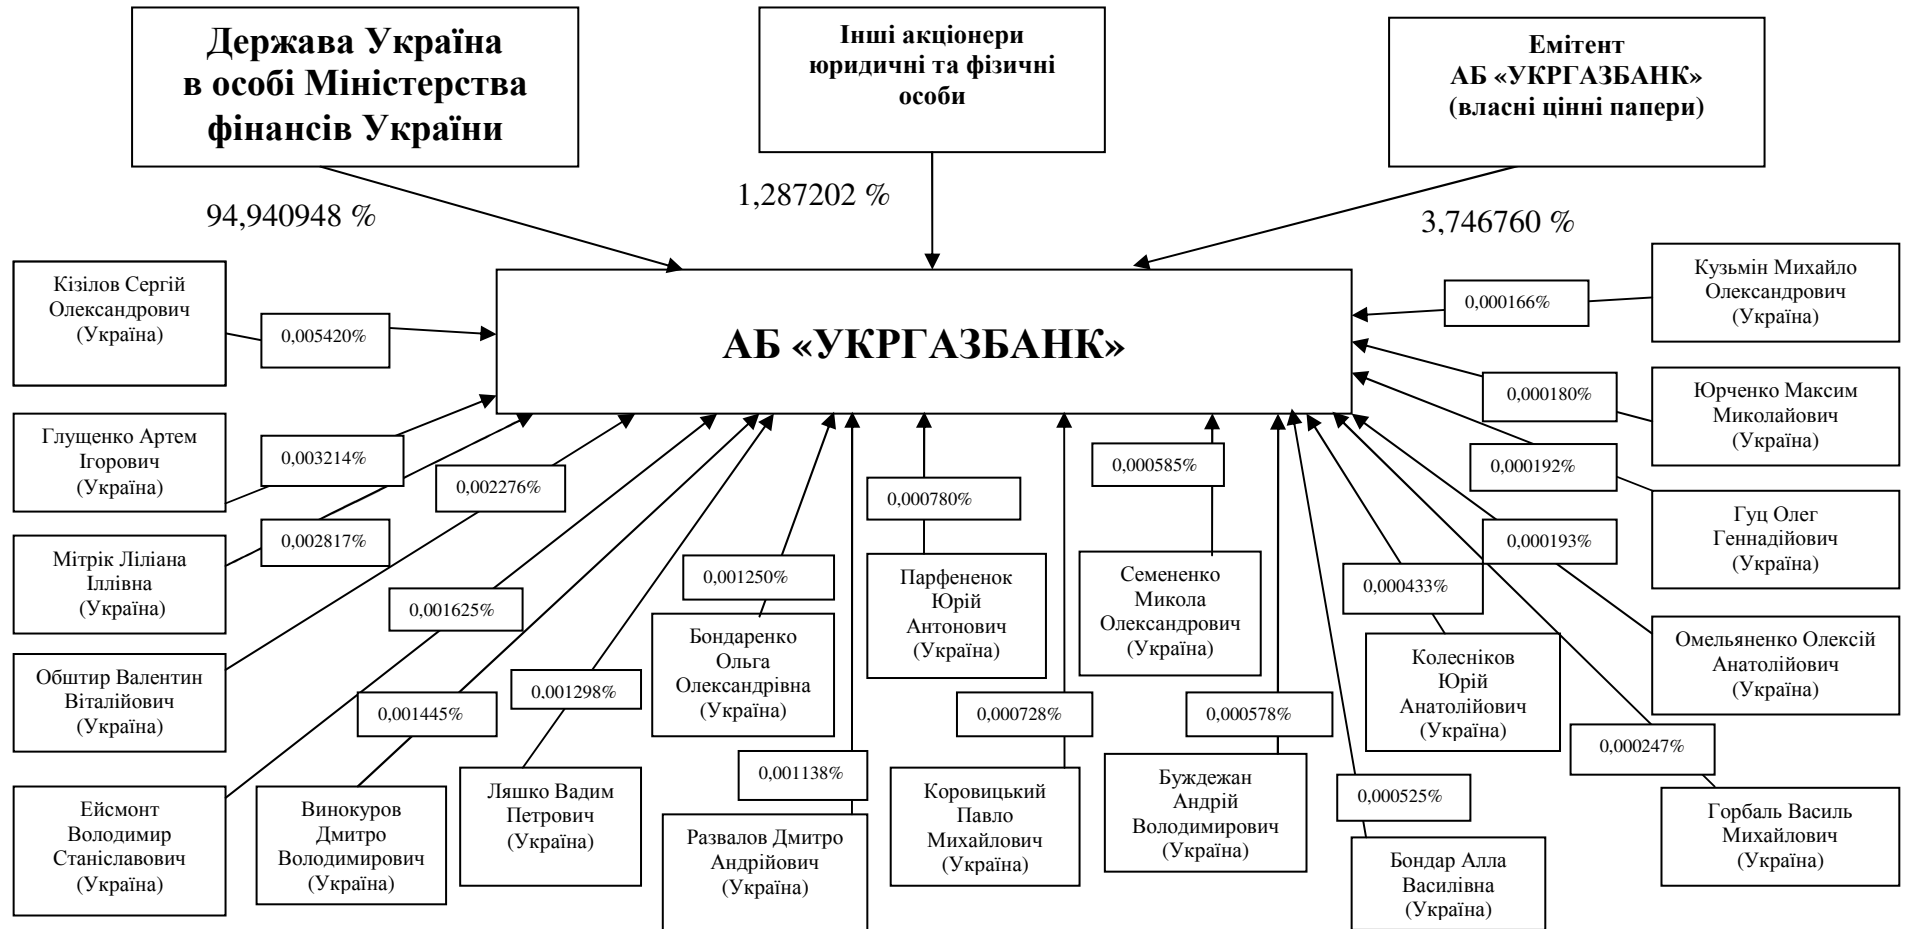 Держава Україна
в особі Міністерства
фінансів України
Інші акціонери
юридичні та фізичні
особи
Емітент
АБ «УКРГАЗБАНК»
(власні цінні папери)
94,940948 %
1,287202 %
3,746760 %
АБ «УКРГАЗБАНК»
Кізілов Сергій
Олександрович
(Україна)
0,005420%
Глущенко Артем
Ігорович
(Україна)
0,003214%
Мітрік Ліліана
Іллівна
(Україна)
0,002817%
Обштир Валентин
Віталійович
(Україна)
0,002276%
Ейсмонт
Володимир
Станіславович
(Україна)
0,001625%
Винокуров
Дмитро
Володимирович
(Україна)
0,001445%
Ляшко Вадим
Петрович
(Україна)
0,001298%
Бондаренко
Ольга
Олександрівна
(Україна)
0,001250%
Развалов Дмитро
Андрійович
(Україна)
0,001138%
Парфененок
Юрій
Антонович
(Україна)
0,000780%
Коровицький
Павло
Михайлович
(Україна)
0,000728%
Семененко
Микола
Олександрович
(Україна)
0,000585%
Буждежан
Андрій
Володимирович
(Україна)
0,000578%
Бондар Алла
Василівна
(Україна)
0,000525%
Колесніков
Юрій
Анатолійович
(Україна)
0,000433%
Горбаль Василь
Михайлович
(Україна)
0,000247%
Омельяненко Олексій
Анатолійович
(Україна)
0,000193%
Гуц Олег
Геннадійович
(Україна)
0,000192%
Юрченко Максим
Миколайович
(Україна)
0,000180%
Кузьмін Михайло
Олександрович
(Україна)
0,000166%